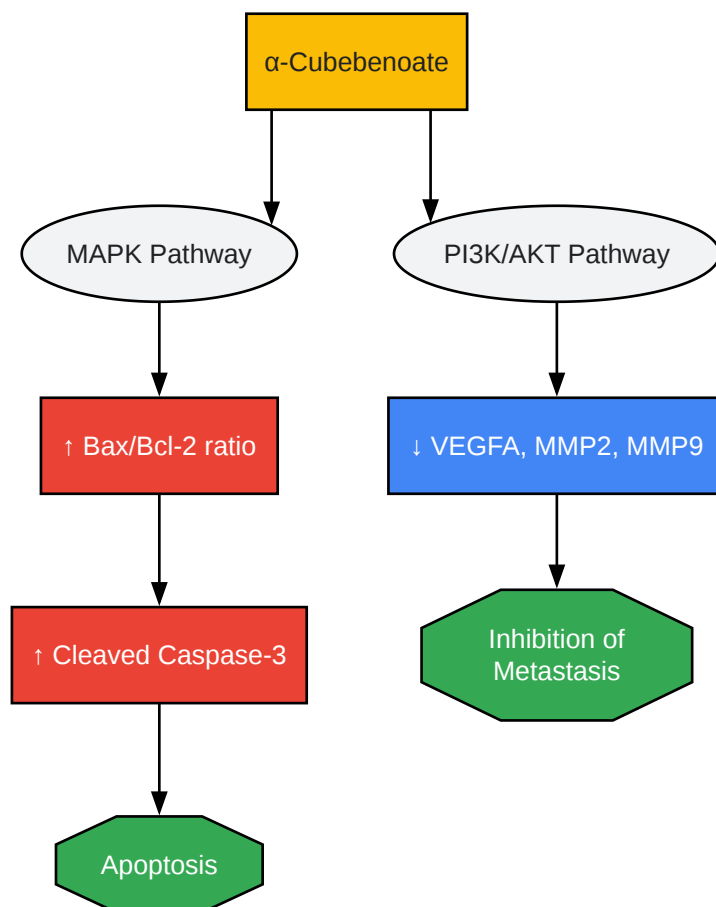 α-Cubebenoate
MAPK Pathway
PI3K/AKT Pathway
↑ Bax/Bcl-2 ratio
↓ VEGFA, MMP2, MMP9
↑ Cleaved Caspase-3
Inhibition of
Metastasis
Apoptosis